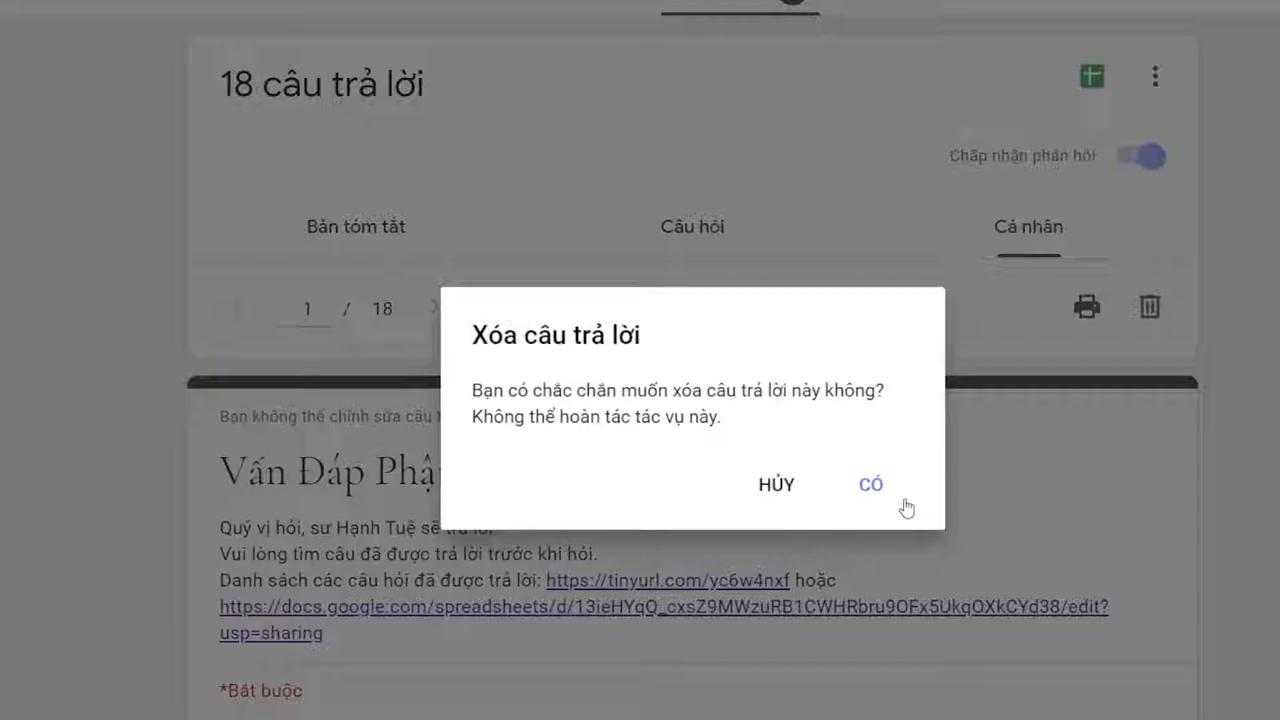 18 câu trả lời
Chấp nhận phản hồi
Bản tóm tắt
Câu hỏi
Cá nhân
1 / 18
Xóa câu trả lời
Bạn có chắc chắn muốn xóa câu trả lời này không?
Không thể hoàn tác tác vụ này.
HỦY
CÓ
Bạn không thể chỉnh sửa câu
Vấn Đáp
Quý vị hỏi, sư Hạnh Tuệ sẽ trả lời.
Vui lòng tìm câu đã được trả lời trước khi hỏi.
Danh sách các câu hỏi đã được trả lời: https://tinyurl.com/yc6w4nxf hoặc
https://docs.google.com/spreadsheets/d/13ieHYqQ_cxsZ9MWzuRB1CWHRbru9OFx5UkqOXkCYd38/edit?
usp=sharing
*Bắt buộc